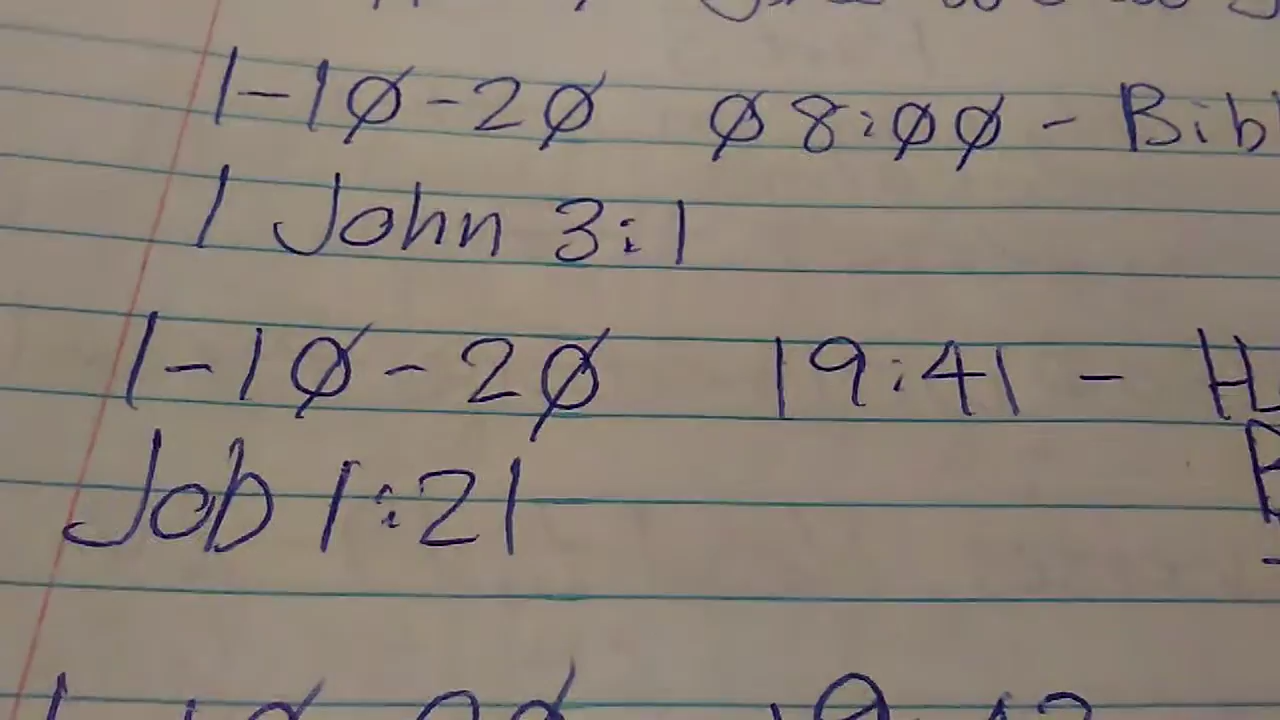 1-1Ø-2Ø Ø8:ØØ - Bib
1 John 3:1
1-1Ø-2Ø 19:41 - H
Job 1:21